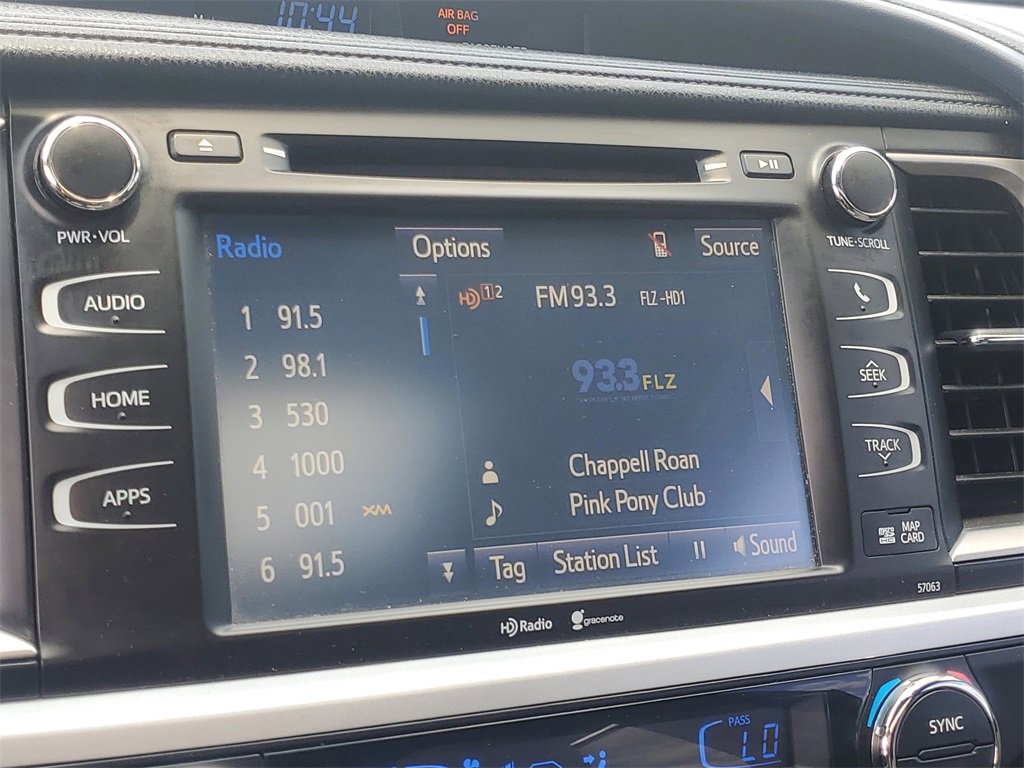 10:44
AIR BAG
OFF
PWR·VOL
TUNE·SCROLL
AUDIO
HOME
APPS
SEEK
TRACK
microSD
MAP
CARD
57063
Radio
Options
Source
1 91.5
2 98.1
3 530
4 1000
5 001 XM
6 91.5
HD 1 2
FM 93.3
FLZ-HD1
93.3 FLZ
Chappell Roan
Pink Pony Club
Tag
Station List
Sound
HD Radio
gracenote
PASS
LO
SYNC